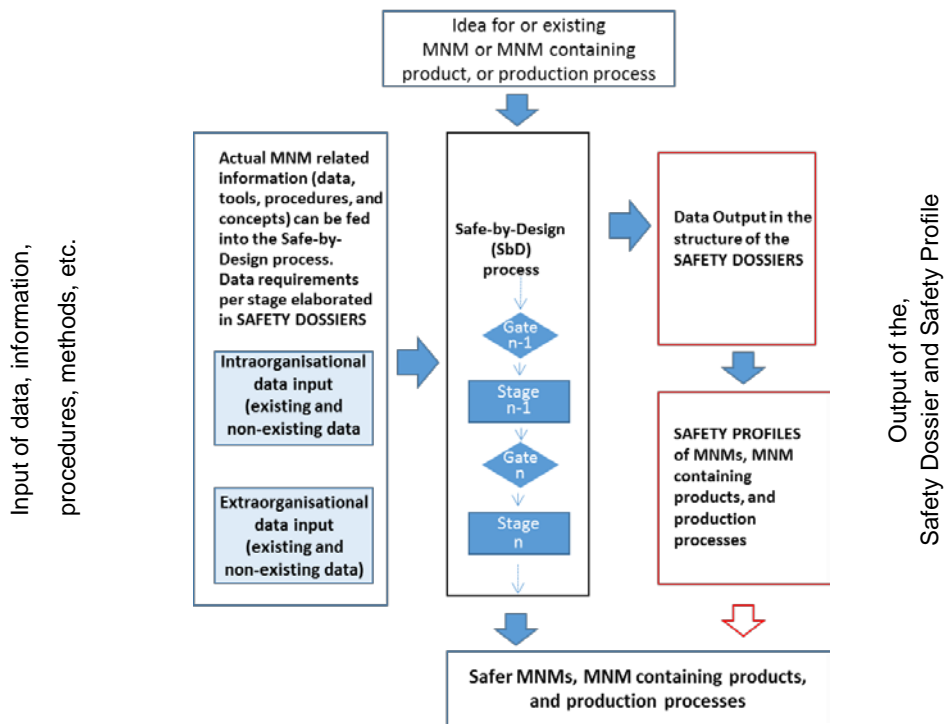 Idea for or existing
MNM or MNM containing
product, or production process
Input of data, information,
procedures, methods, etc.
Actual MNM related
information (data,
tools, procedures, and
concepts) can be fed
into the Safe-by-
Design process.
Data requirements
per stage elaborated
in SAFETY DOSSIERS
Intraorganisational
data input
(existing and
non-existing data
Extraorganisational
data input
(existing and
non-existing data)
Safe-by-Design
(SbD)
process
Gate
n-1
Stage
n-1
Gate
n
Stage
n
Data Output in the
structure of the
SAFETY DOSSIERS
SAFETY PROFILES
of MNMs, MNM
containing
products, and
production
processes
Output of the,
Safety Dossier and Safety Profile
Safer MNMs, MNM containing products,
and production processes